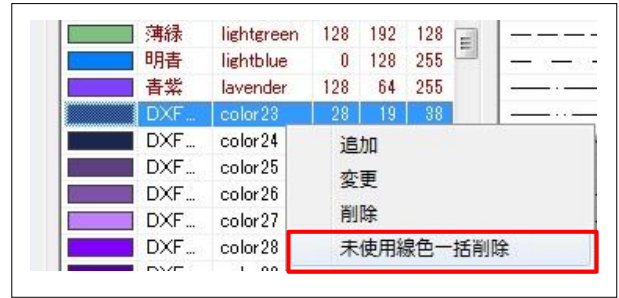 薄緑 lightgreen 128 192 128
明青 lightblue 0 128 255
青紫 lavender 128 64 255
DXF... color23 28 19 38
DXF... color24
DXF... color25
DXF... color26
DXF... color27
DXF... color28
追加
変更
削除
未使用線色一括削除